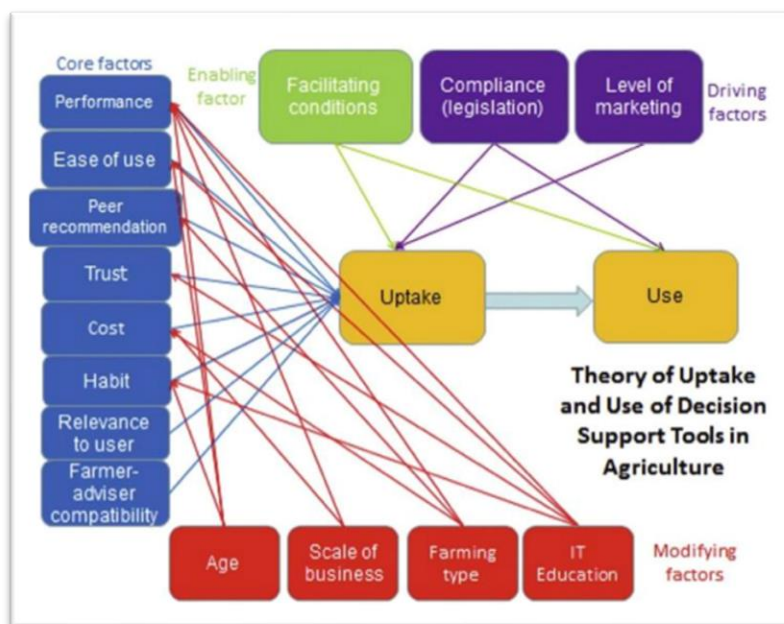 Core factors
Performance
Ease of use
Peer
recommendation
Trust
Cost
Habit
Relevance
to user
Farmer-
adviser
compatibility
Enabling
factor
Facilitating
conditions
Compliance
(legislation)
Level of
marketing
Driving
factors
Uptake
Use
Theory of Uptake
and Use of Decision
Support Tools in
Agriculture
Age
Scale of
business
Farming
type
IT
Education
Modifying
factors